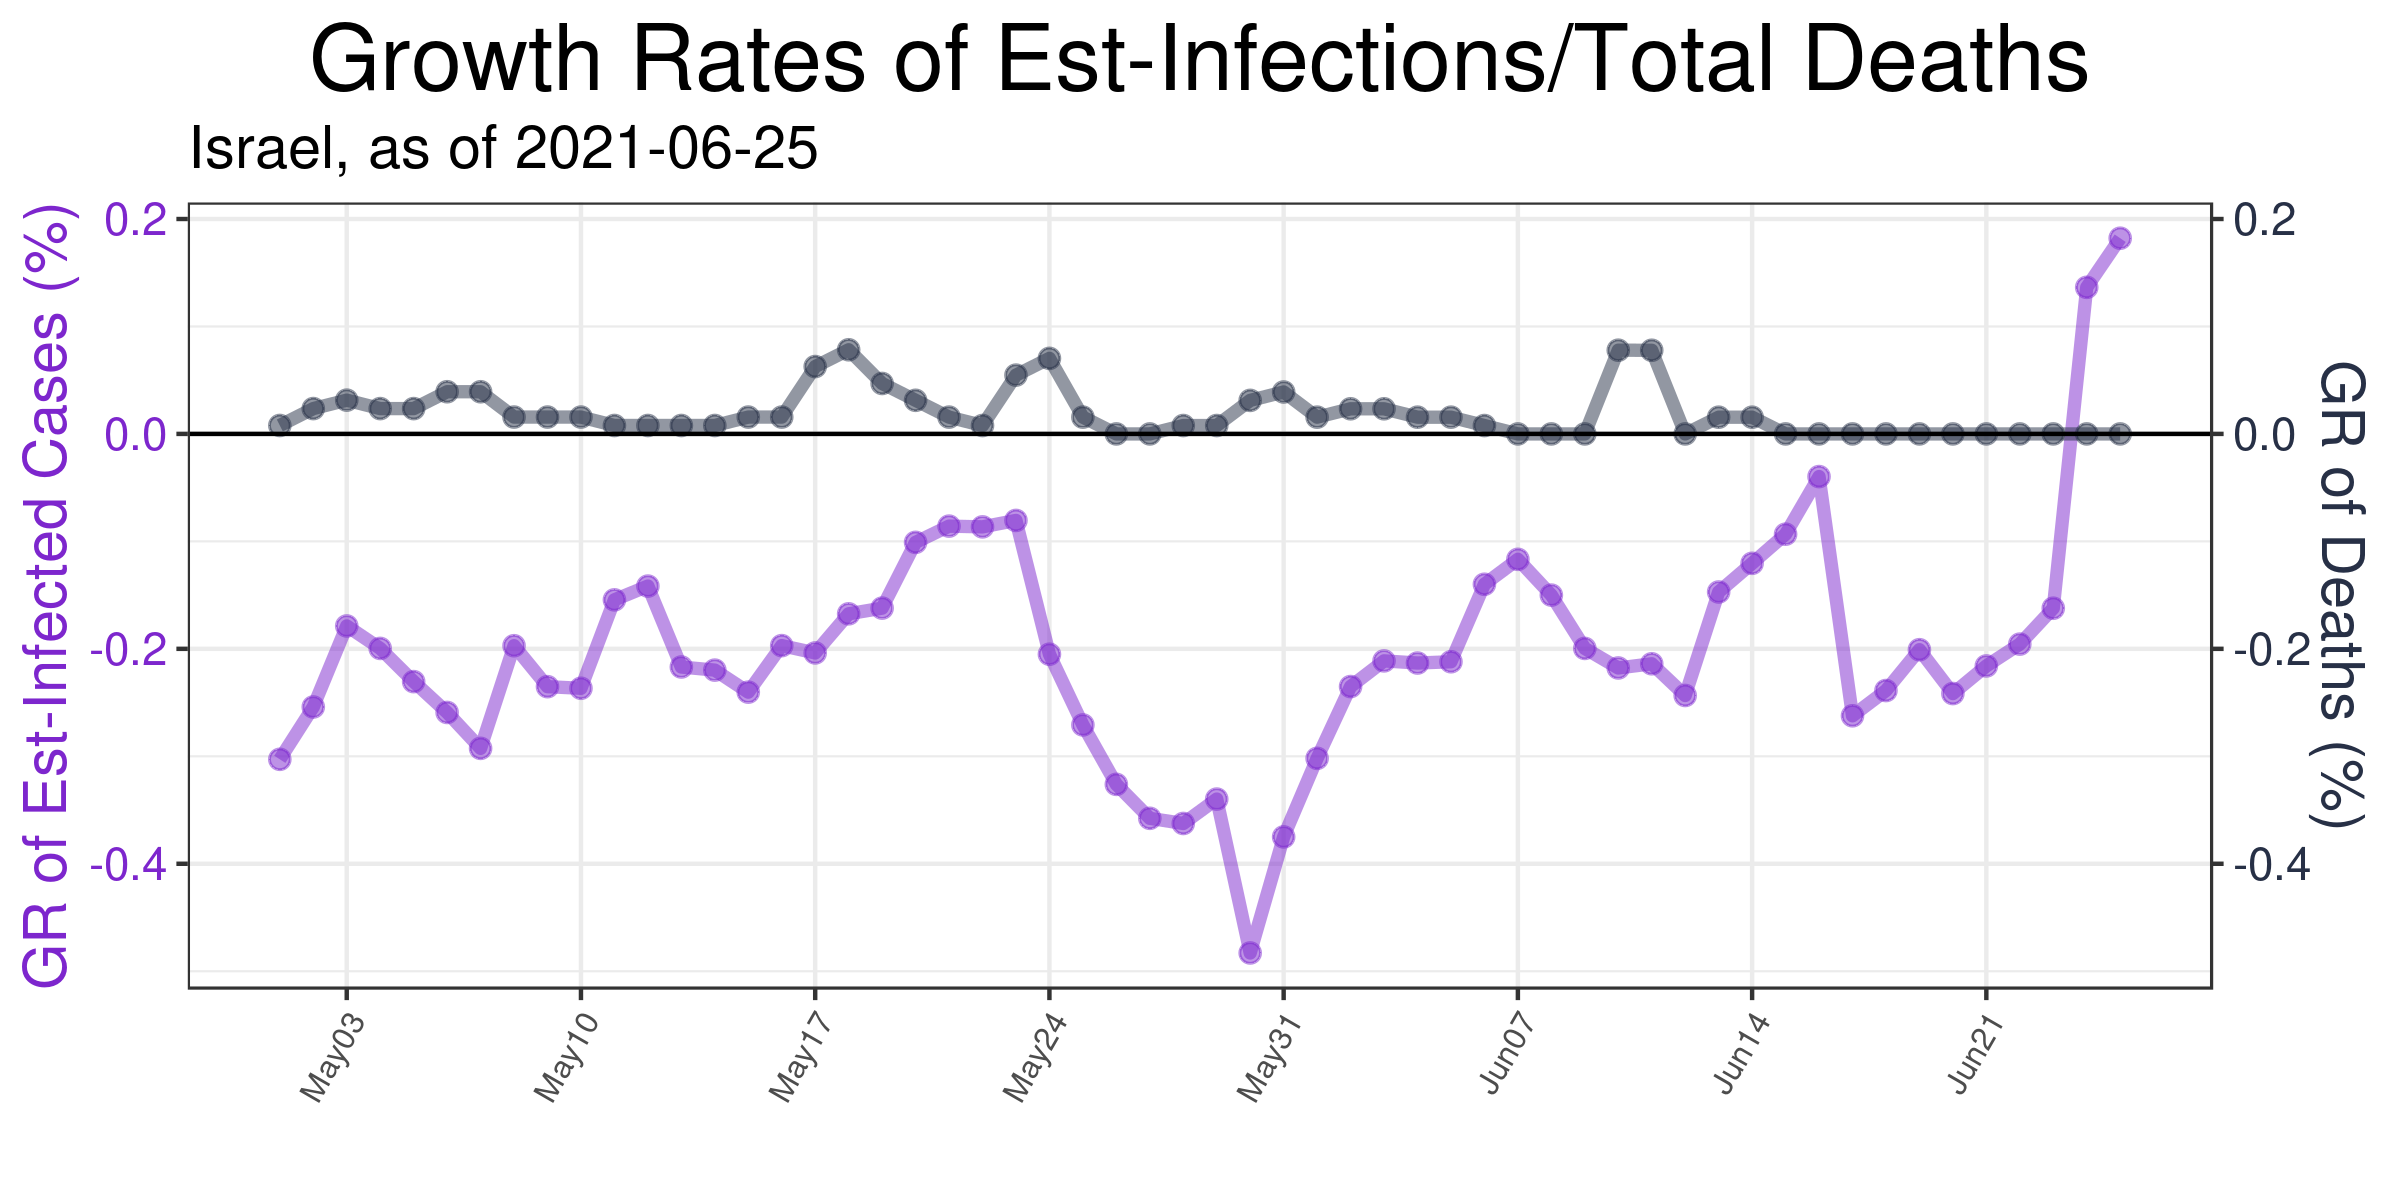 Growth Rates of Est-Infections/Total Deaths
Israel, as of 2021-06-25
GR of Est-Infected Cases (%)
0.2
0.0
-0.2
-0.4
0.2
0.0
-0.2
-0.4
GR of Deaths (%)
May03
May10
May17
May24
May31
Jun07
Jun14
Jun21